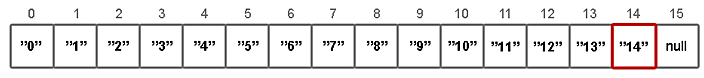 0 1 2 3 4 5 6 7 8 9 10 11 12 13 14 15
”0” ”1” ”2” ”3” ”4” ”5” ”6” ”7” ”8” ”9” ”10” ”11” ”12” ”13” ”14” null